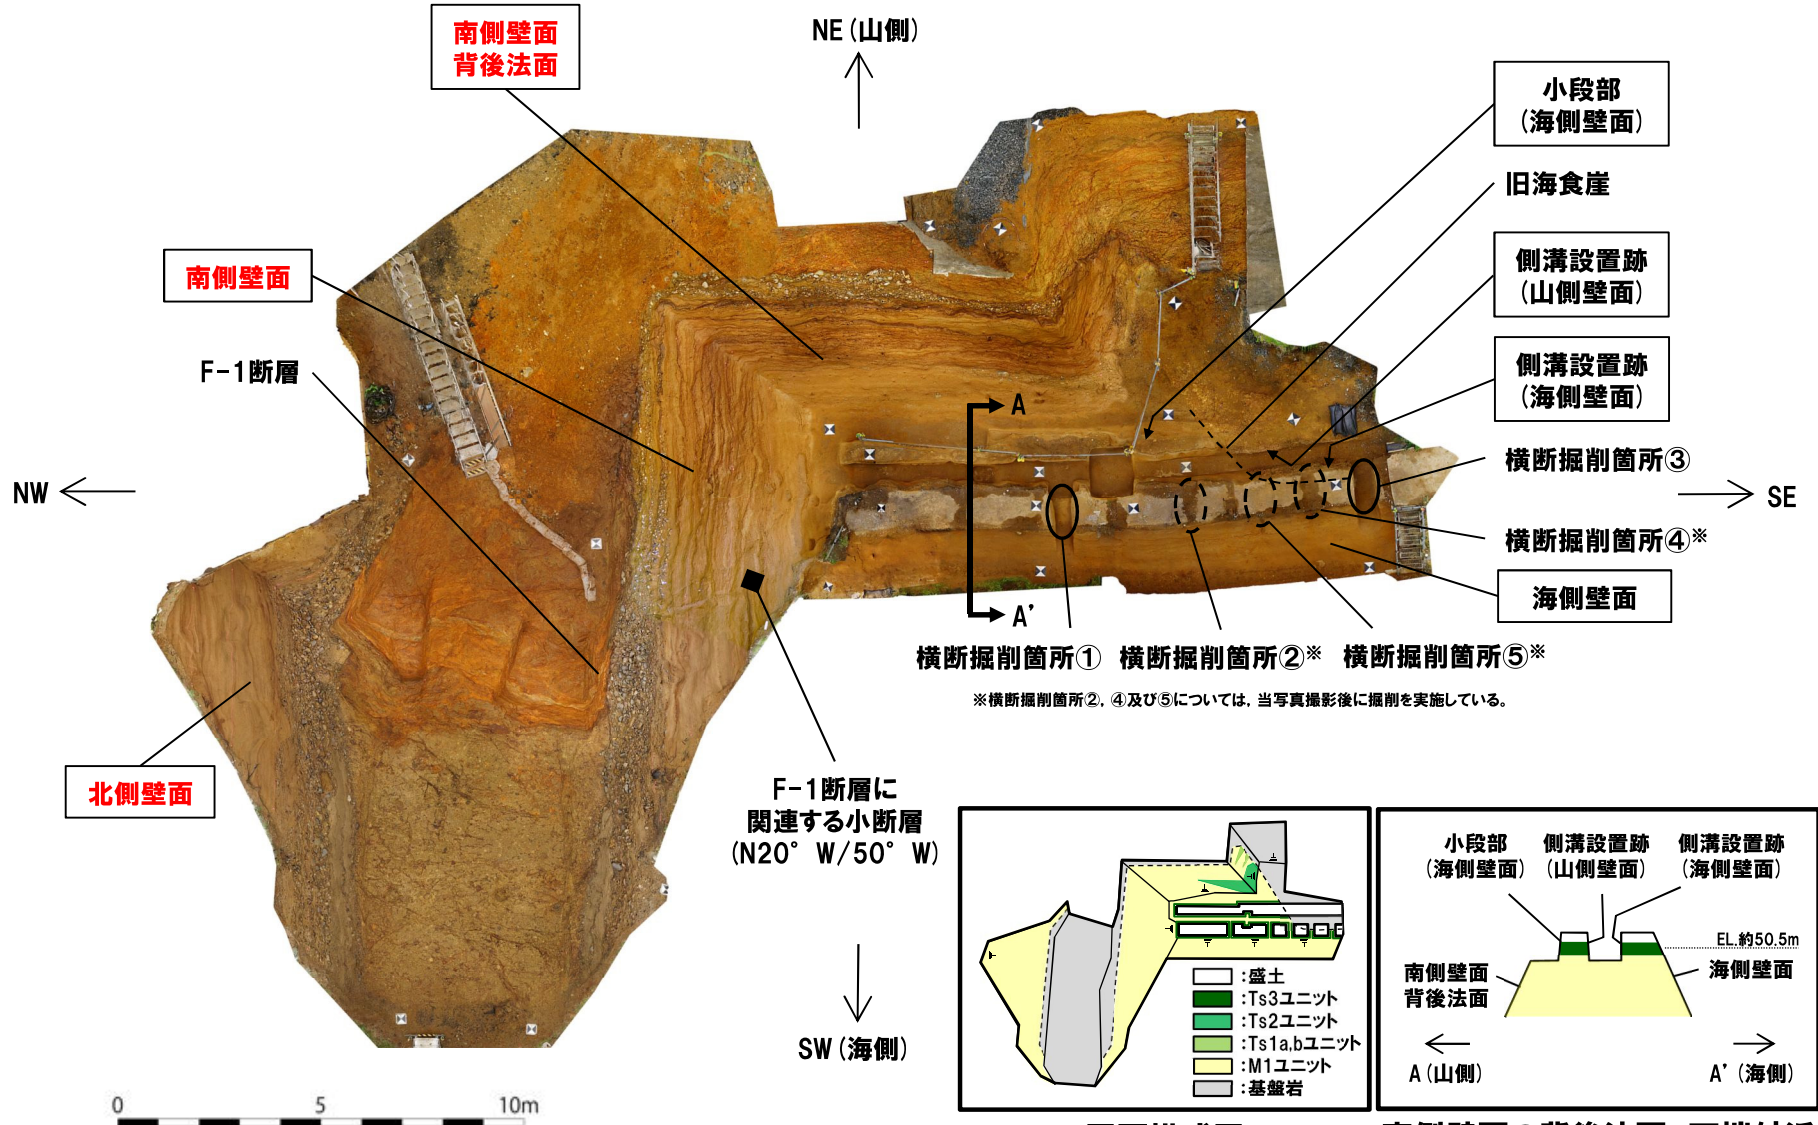 南側壁面
背後法面
NE(山側)
小段部
(海側壁面)
旧海食崖
南側壁面
側溝設置跡
(山側壁面)
F-1断層
側溝設置跡
(海側壁面)
A
横断掘削箇所③
NW
SE
横断掘削箇所④※
海側壁面
A'
横断掘削箇所① 横断掘削箇所②※ 横断掘削箇所⑤※
※横断掘削箇所②, ④及び⑤については, 当写真撮影後に掘削を実施している。
北側壁面
F-1断層に
関連する小断層
(N20° W/50° W)
SW(海側)
:盛土
:Ts3ユニット
:Ts2ユニット
:Ts1a,bユニット
:M1ユニット
:基盤岩
小段部
(海側壁面)
側溝設置跡
(山側壁面)
側溝設置跡
(海側壁面)
EL.約50.5m
南側壁面
背後法面
海側壁面
A(山側)
A'(海側)
0 5 10m